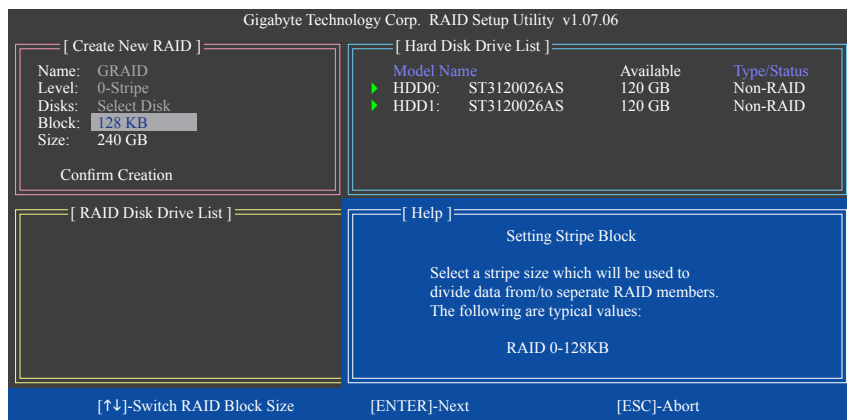 Gigabyte Technology Corp. RAID Setup Utility v1.07.06
[ Create New RAID ]
Name: GRAID
Level: 0-Stripe
Disks: Select Disk
Block: 128 KB
Size: 240 GB
Confirm Creation
[ Hard Disk Drive List ]
Model Name Available Type/Status
HDD0: ST3120026AS 120 GB Non-RAID
HDD1: ST3120026AS 120 GB Non-RAID
[ RAID Disk Drive List ]
[ Help ]
Setting Stripe Block
Select a stripe size which will be used to
divide data from/to seperate RAID members.
The following are typical values:
RAID 0-128KB
[↑↓]-Switch RAID Block Size [ENTER]-Next [ESC]-Abort